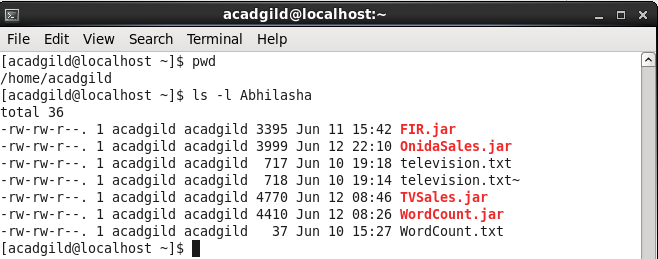 acadgild@localhost:~
File Edit View Search Terminal Help
[acadgild@localhost ~]$ pwd
/home/acadgild
[acadgild@localhost ~]$ ls -l Abhilasha
total 36
-rw-rw-r--. 1 acadgild acadgild 3395 Jun 11 15:42 FIR.jar
-rw-rw-r--. 1 acadgild acadgild 3999 Jun 12 22:10 OnidaSales.jar
-rw-rw-r--. 1 acadgild acadgild  717 Jun 10 19:18 television.txt
-rw-rw-r--. 1 acadgild acadgild  718 Jun 10 19:14 television.txt~
-rw-rw-r--. 1 acadgild acadgild 4770 Jun 12 08:46 TVSales.jar
-rw-rw-r--. 1 acadgild acadgild 4410 Jun 12 08:26 WordCount.jar
-rw-rw-r--. 1 acadgild acadgild   37 Jun 10 15:27 WordCount.txt
[acadgild@localhost ~]$